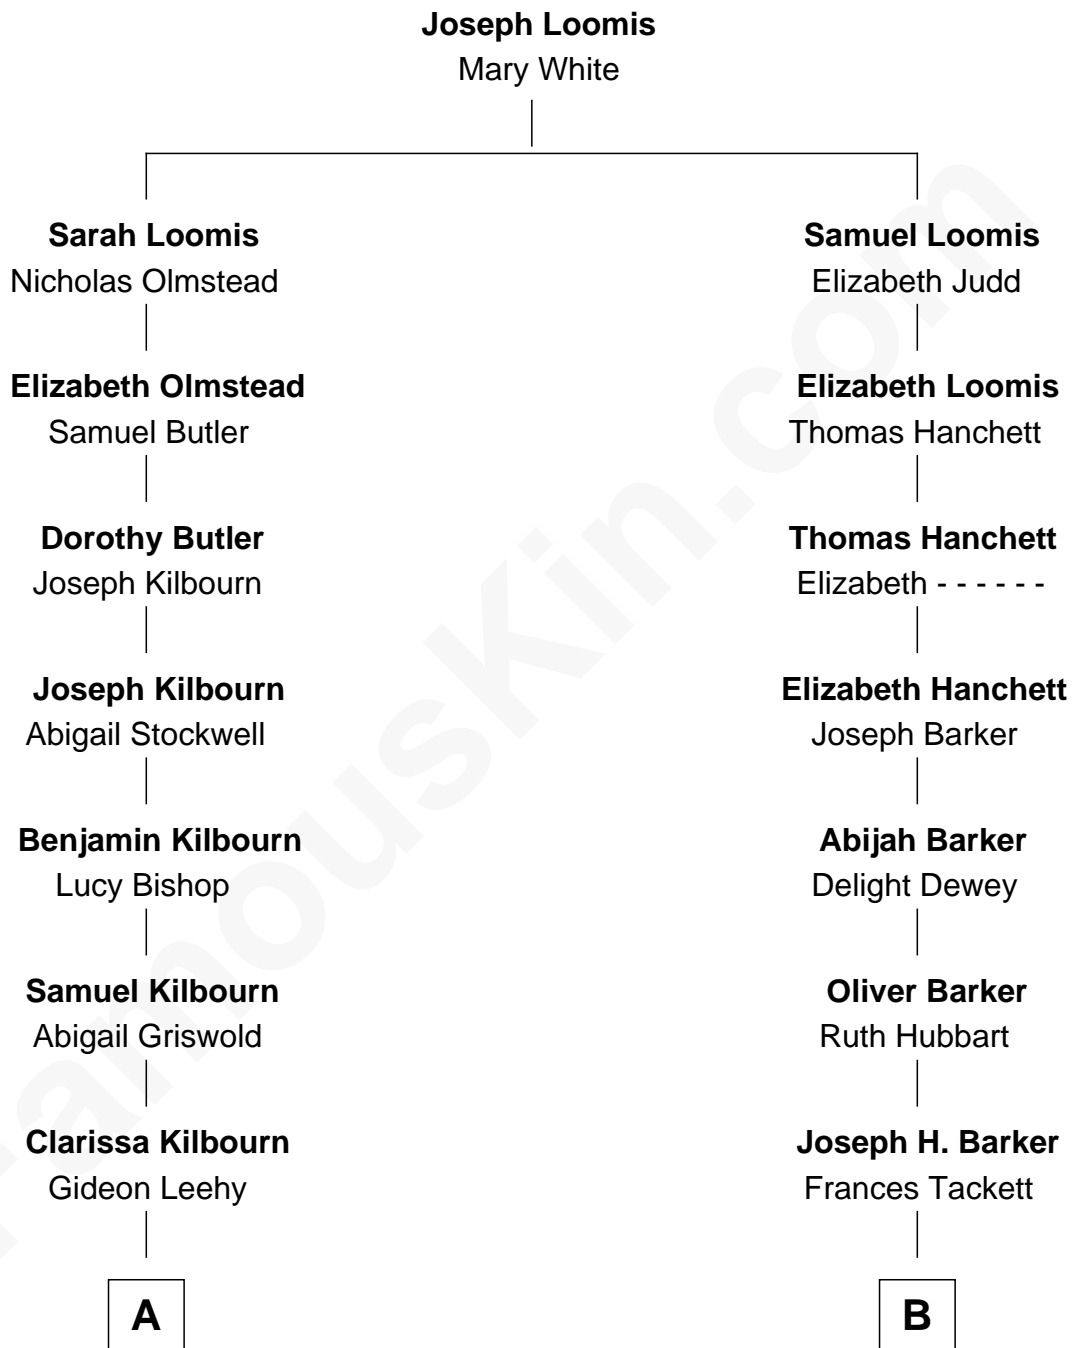 Joseph Loomis
Mary White
Sarah Loomis
Nicholas Olmstead
Samuel Loomis
Elizabeth Judd
Elizabeth Olmstead
Samuel Butler
Elizabeth Loomis
Thomas Hanchett
Dorothy Butler
Joseph Kilbourn
Thomas Hanchett
Elizabeth - - - - - -
Joseph Kilbourn
Abigail Stockwell
Elizabeth Hanchett
Joseph Barker
Benjamin Kilbourn
Lucy Bishop
Abijah Barker
Delight Dewey
Samuel Kilbourn
Abigail Griswold
Oliver Barker
Ruth Hubbart
Clarissa Kilbourn
Gideon Leehy
Joseph H. Barker
Frances Tackett
A
B
FamousKin.com